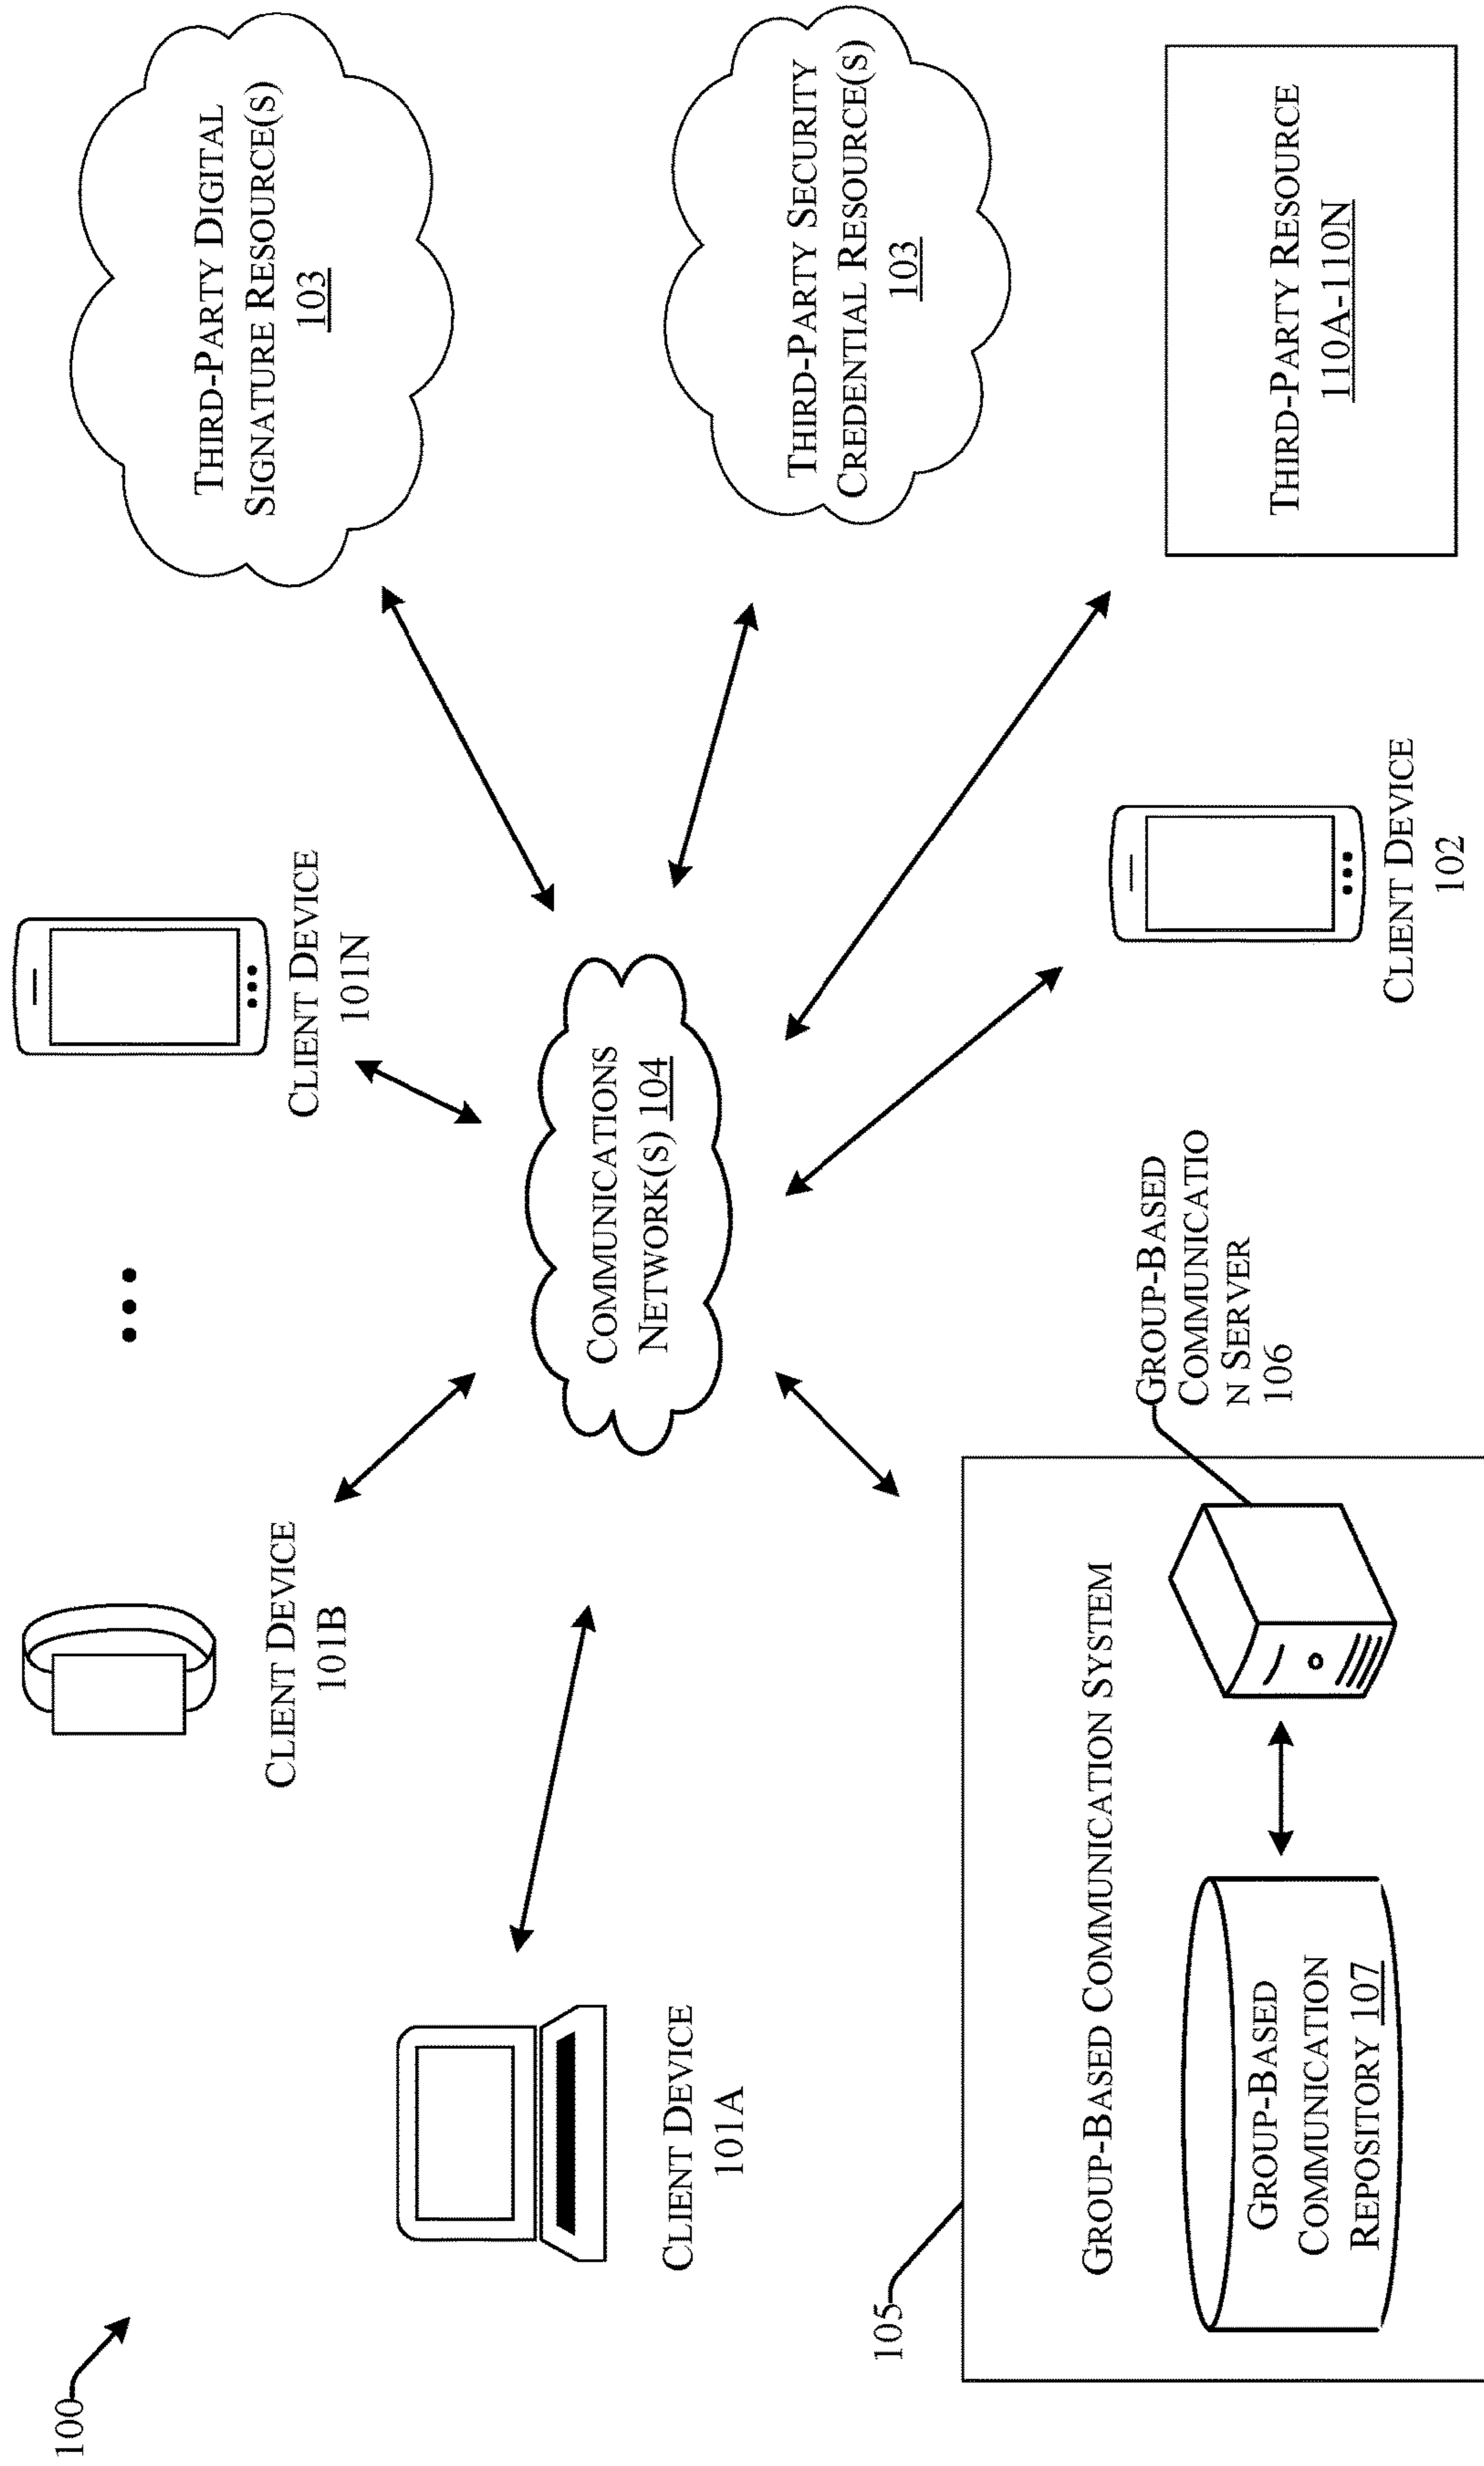 100
CLIENT DEVICE
101A
CLIENT DEVICE
101B
CLIENT DEVICE
101N
THIRD-PARTY DIGITAL
SIGNATURE RESOURCE(S)
103
COMMUNICATIONS
NETWORK(S) 104
THIRD-PARTY SECURITY
CREDENTIAL RESOURCE(S)
103
105
GROUP-BASED COMMUNICATION SYSTEM
GROUP-BASED
COMMUNICATION
REPOSITORY 107
GROUP-BASED
COMMUNICATIO
N SERVER
106
CLIENT DEVICE
102
THIRD-PARTY RESOURCE
110A-110N